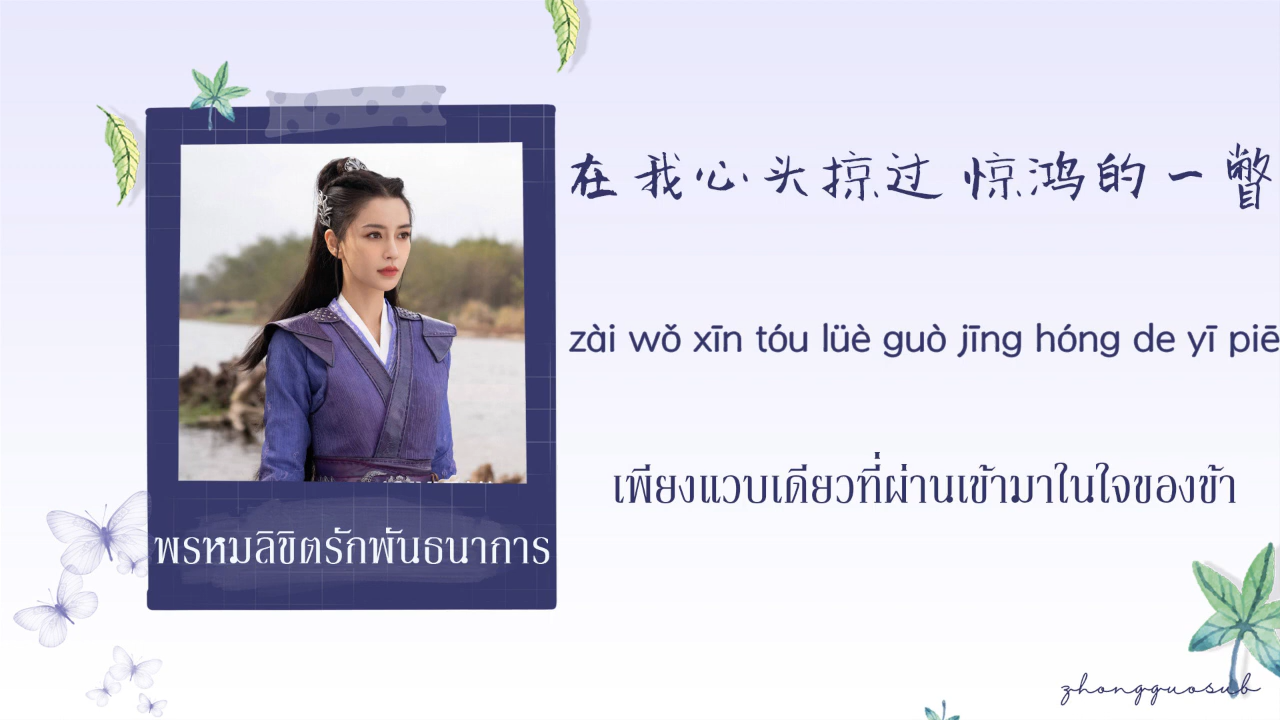 在我心头掠过 惊鸿的一瞥
zài wǒ xīn tóu lüè guò jīng hóng de yī piē
เพียงแวบเดียวที่ผ่านเข้ามาในใจของข้า
พรหมลิขิตรักพันธนาการ
zhongguosub